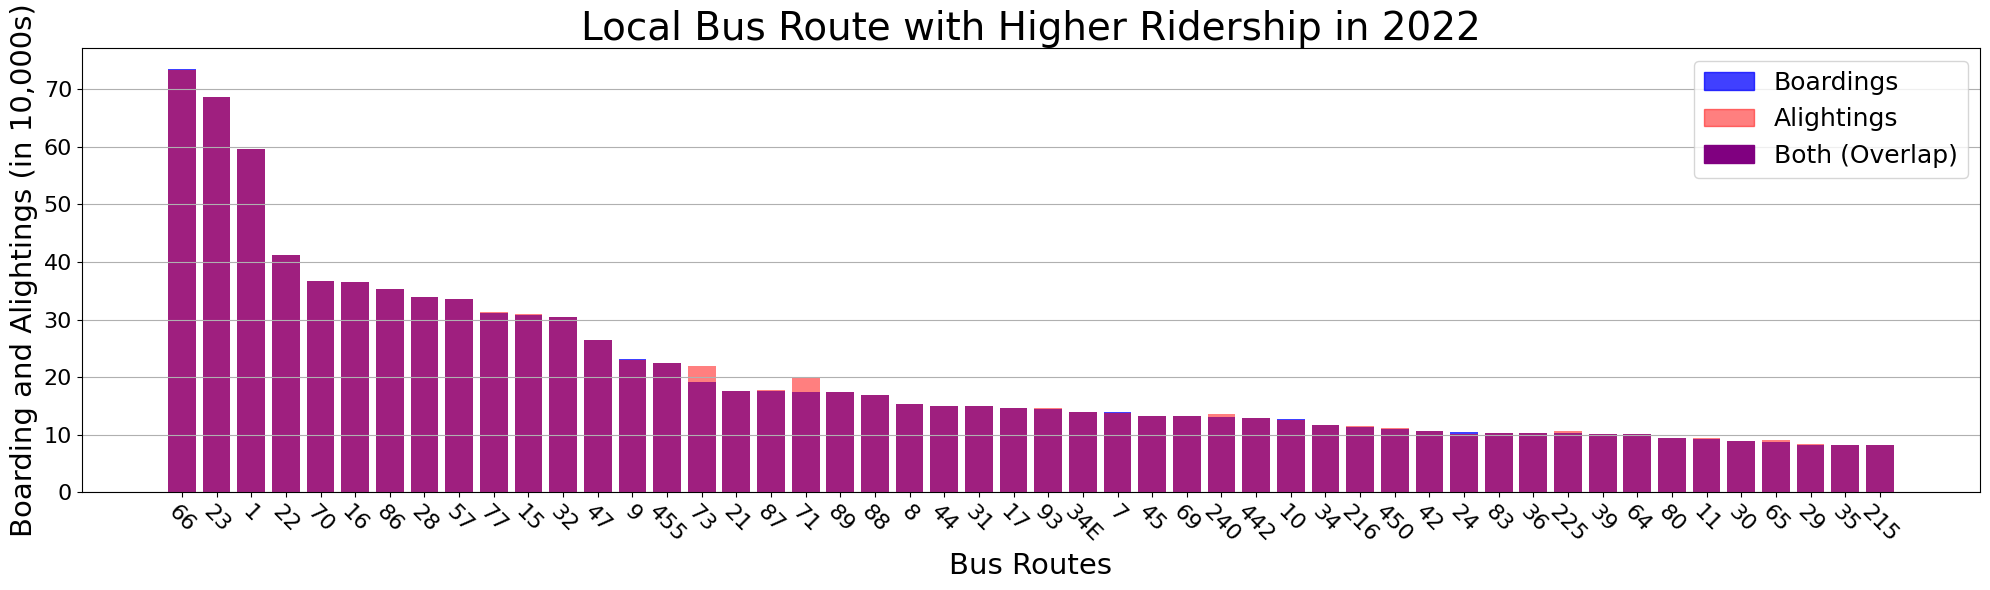 Local Bus Route with Higher Ridership in 2022
Boarding and Alightings (in 10,000s)
70
60
50
40
30
20
10
0
Boardings
Alightings
Both (Overlap)
66 23 1 22 70 16 86 28 57 77 15 32 47 9 455 73 21 87 71 89 88 8 44 31 17 93 34E 7 45 69 240 442 10 34 216 450 42 24 83 36 225 39 64 80 11 30 65 29 35 215
Bus Routes